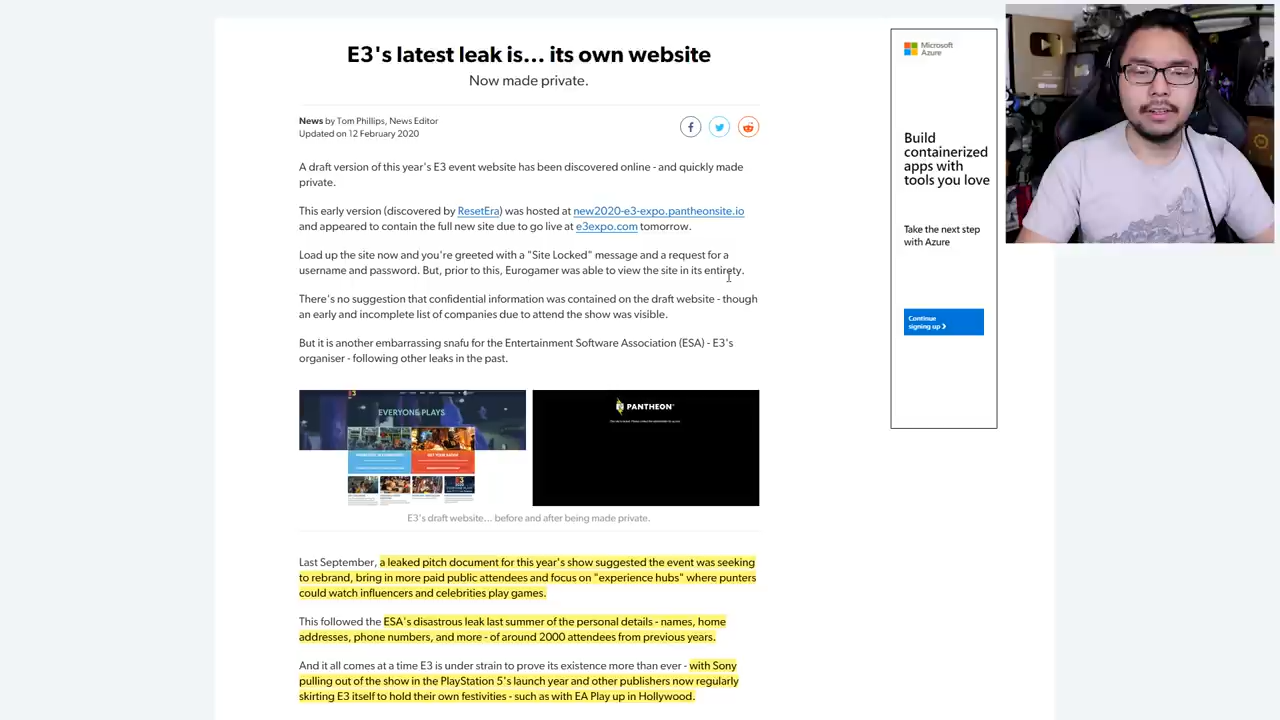 E3's latest leak is... its own website
Now made private.
News by Tom Phillips, News Editor
Updated on 12 February 2020
A draft version of this year's E3 event website has been discovered online - and quickly made
private.
This early version (discovered by ResetEra) was hosted at new2020-e3-expo.pantheonsite.io
and appeared to contain the full new site due to go live at e3expo.com tomorrow.
Load up the site now and you're greeted with a "Site Locked" message and a request for a
username and password. But, prior to this, Eurogamer was able to view the site in its entirety.
There's no suggestion that confidential information was contained on the draft website - though
an early and incomplete list of companies due to attend the show was visible.
But it is another embarrassing snafu for the Entertainment Software Association (ESA) - E3's
organiser - following other leaks in the past.
EVERYONE PLAYS
PANTHEON
E3's draft website... before and after being made private.
Last September, a leaked pitch document for this year's show suggested the event was seeking
to rebrand, bring in more paid public attendees and focus on "experience hubs" where punters
could watch influencers and celebrities play games.
This followed the ESA's disastrous leak last summer of the personal details - names, home
addresses, phone numbers, and more - of around 2000 attendees from previous years.
And it all comes at a time E3 is under strain to prove its existence more than ever - with Sony
pulling out of the show in the PlayStation 5's launch year and other publishers now regularly
skirting E3 itself to hold their own festivities - such as with EA Play up in Hollywood.
Microsoft
Azure
Build
containerized
apps with
tools you love
Take the next step
with Azure
Continue
signing up